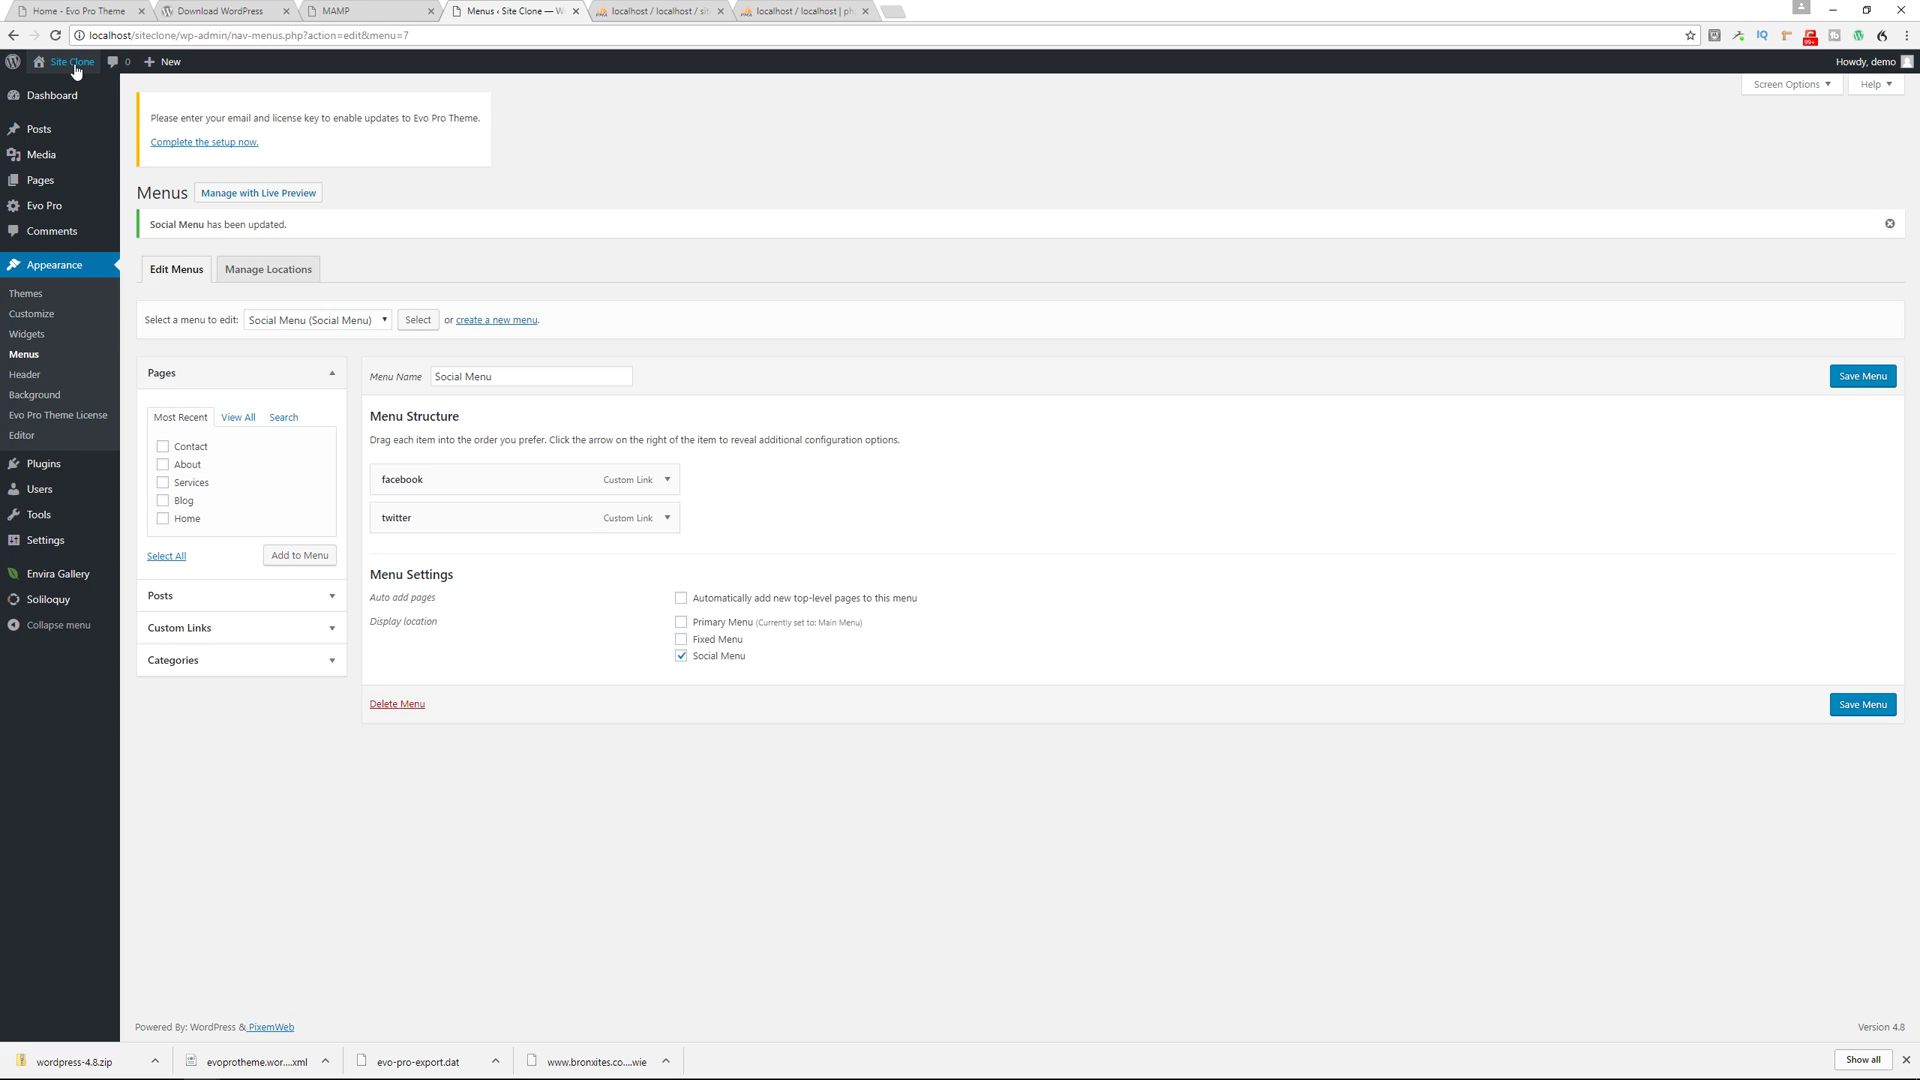 Home - Evo Pro Theme
Download WordPress
MAMP
Menus ‹ Site Clone — W
localhost / localhost / sit
localhost / localhost | ph
localhost/siteclone/wp-admin/nav-menus.php?action=edit&menu=7
Site Clone
0
New
Howdy, demo
Screen Options
Help
Dashboard
Posts
Media
Pages
Evo Pro
Comments
Appearance
Themes
Customize
Widgets
Menus
Header
Background
Evo Pro Theme License
Editor
Plugins
Users
Tools
Settings
Envira Gallery
Soliloquy
Collapse menu
Please enter your email and license key to enable updates to Evo Pro Theme.
Complete the setup now.
Menus
Manage with Live Preview
Social Menu has been updated.
Edit Menus
Manage Locations
Select a menu to edit: Social Menu (Social Menu) Select or create a new menu.
Pages
Most Recent
View All
Search
Contact
About
Services
Blog
Home
Select All
Add to Menu
Posts
Custom Links
Categories
Menu Name Social Menu
Save Menu
Menu Structure
Drag each item into the order you prefer. Click the arrow on the right of the item to reveal additional configuration options.
facebook Custom Link
twitter Custom Link
Menu Settings
Auto add pages
Automatically add new top-level pages to this menu
Display location
Primary Menu (Currently set to: Main Menu)
Fixed Menu
Social Menu
Delete Menu
Save Menu
Powered By: WordPress & PixemWeb
Version 4.8
wordpress-4.8.zip
evoprotheme.wor....xml
evo-pro-export.dat
www.bronxites.co....wie
Show all